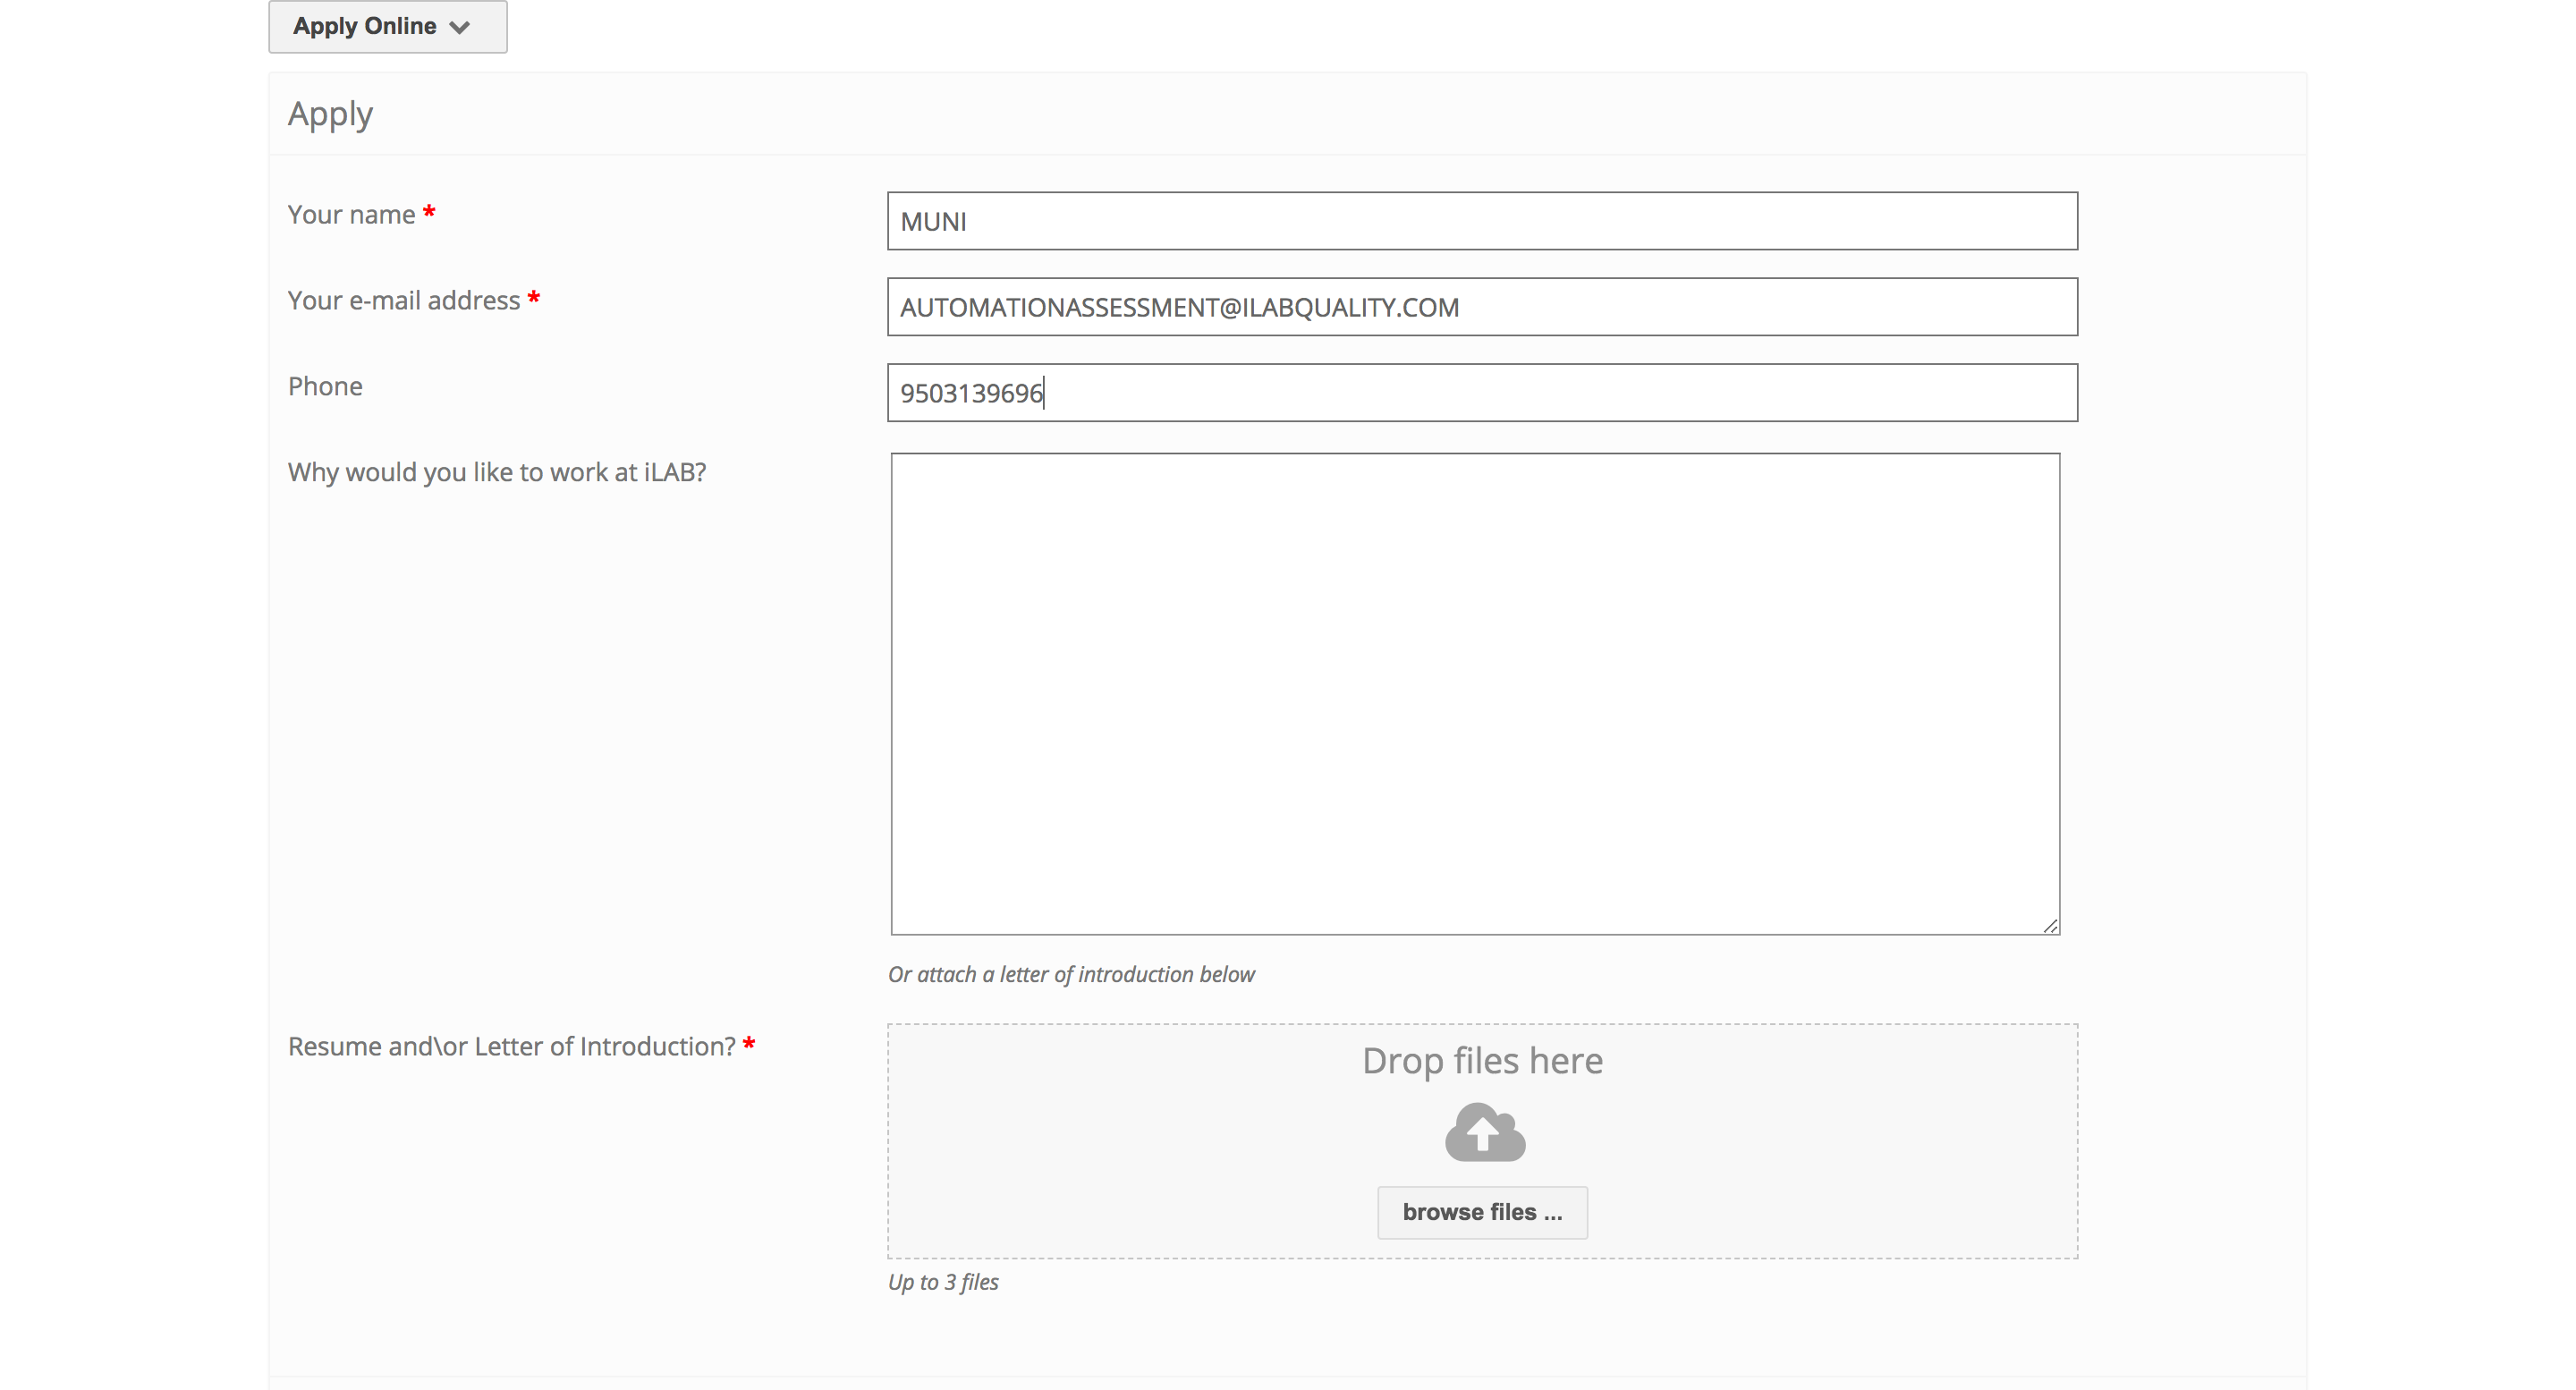 Apply Online
Apply
Your name *
MUNI
Your e-mail address *
AUTOMATIONASSESSMENT@ILABQUALITY.COM
Phone
9503139696
Why would you like to work at iLAB?
Or attach a letter of introduction below
Resume and\or Letter of Introduction? *
Drop files here
browse files ...
Up to 3 files